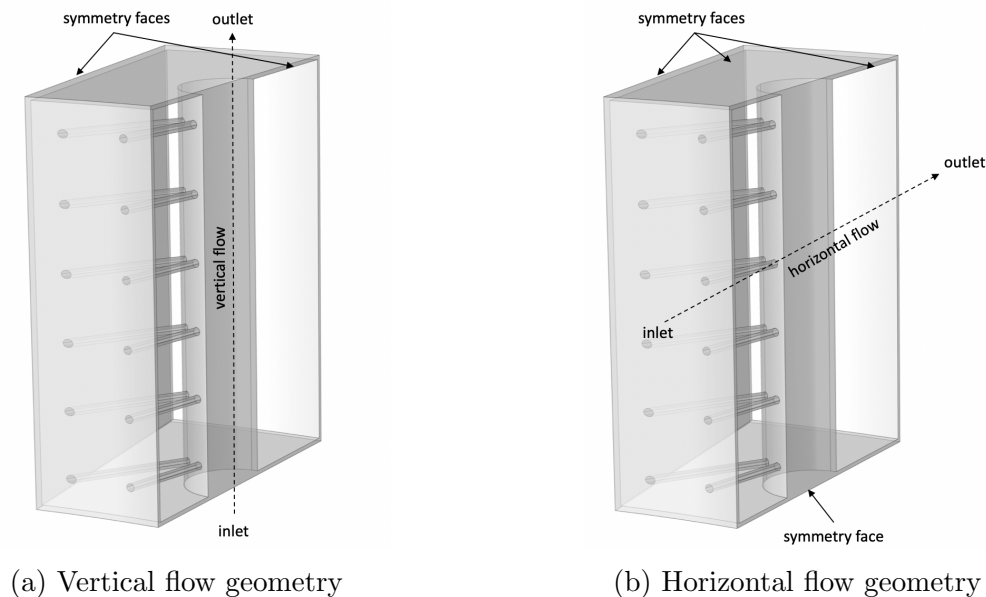 symmetry faces
outlet
vertical flow
inlet
(a) Vertical flow geometry
symmetry faces
outlet
horizontal flow
inlet
symmetry face
(b) Horizontal flow geometry